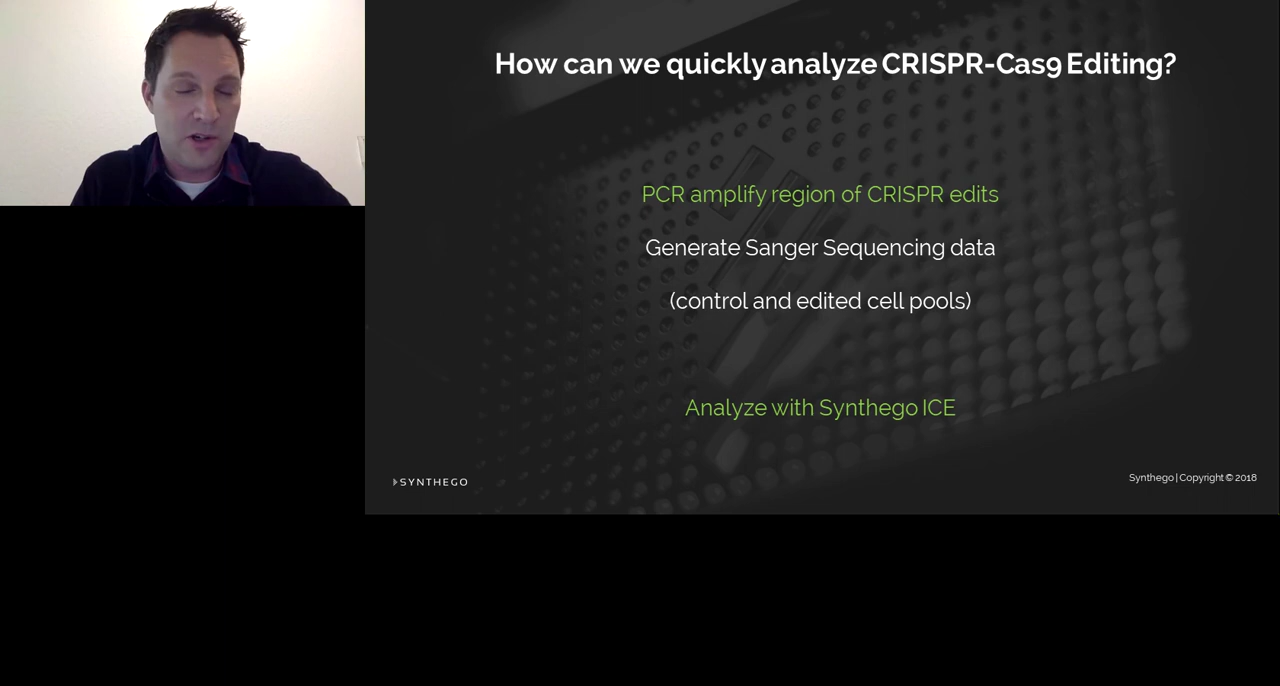 How can we quickly analyze CRISPR-Cas9 Editing?
PCR amplify region of CRISPR edits
Generate Sanger Sequencing data
(control and edited cell pools)
Analyze with Synthego ICE
SYNTHEGO
Synthego | Copyright © 2018